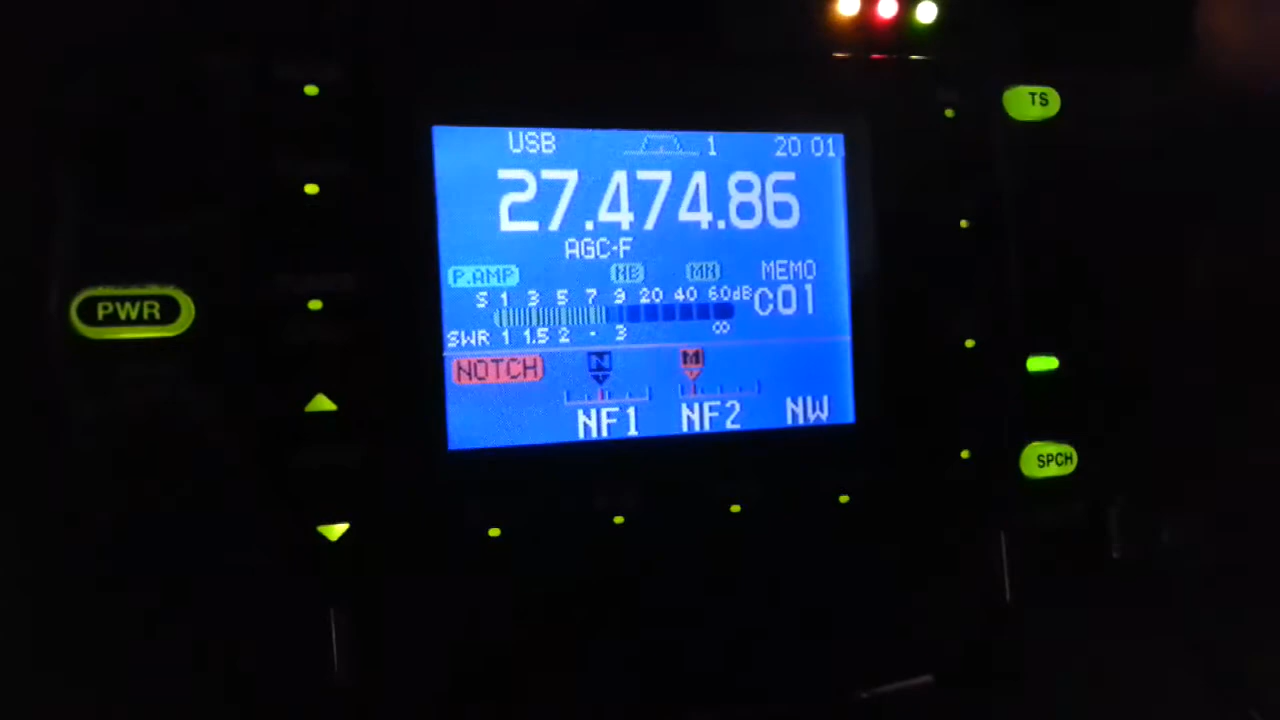 TS
USB 1 20 01
27.474.86
AGC-F
P.AMP NB MN MEMO
S 1 3 5 7 9 20 40 60dB c01
PWR
SWR 1 1.5 2 - 3 ∞
NOTCH N M
NF1 NF2 NW
SPCH